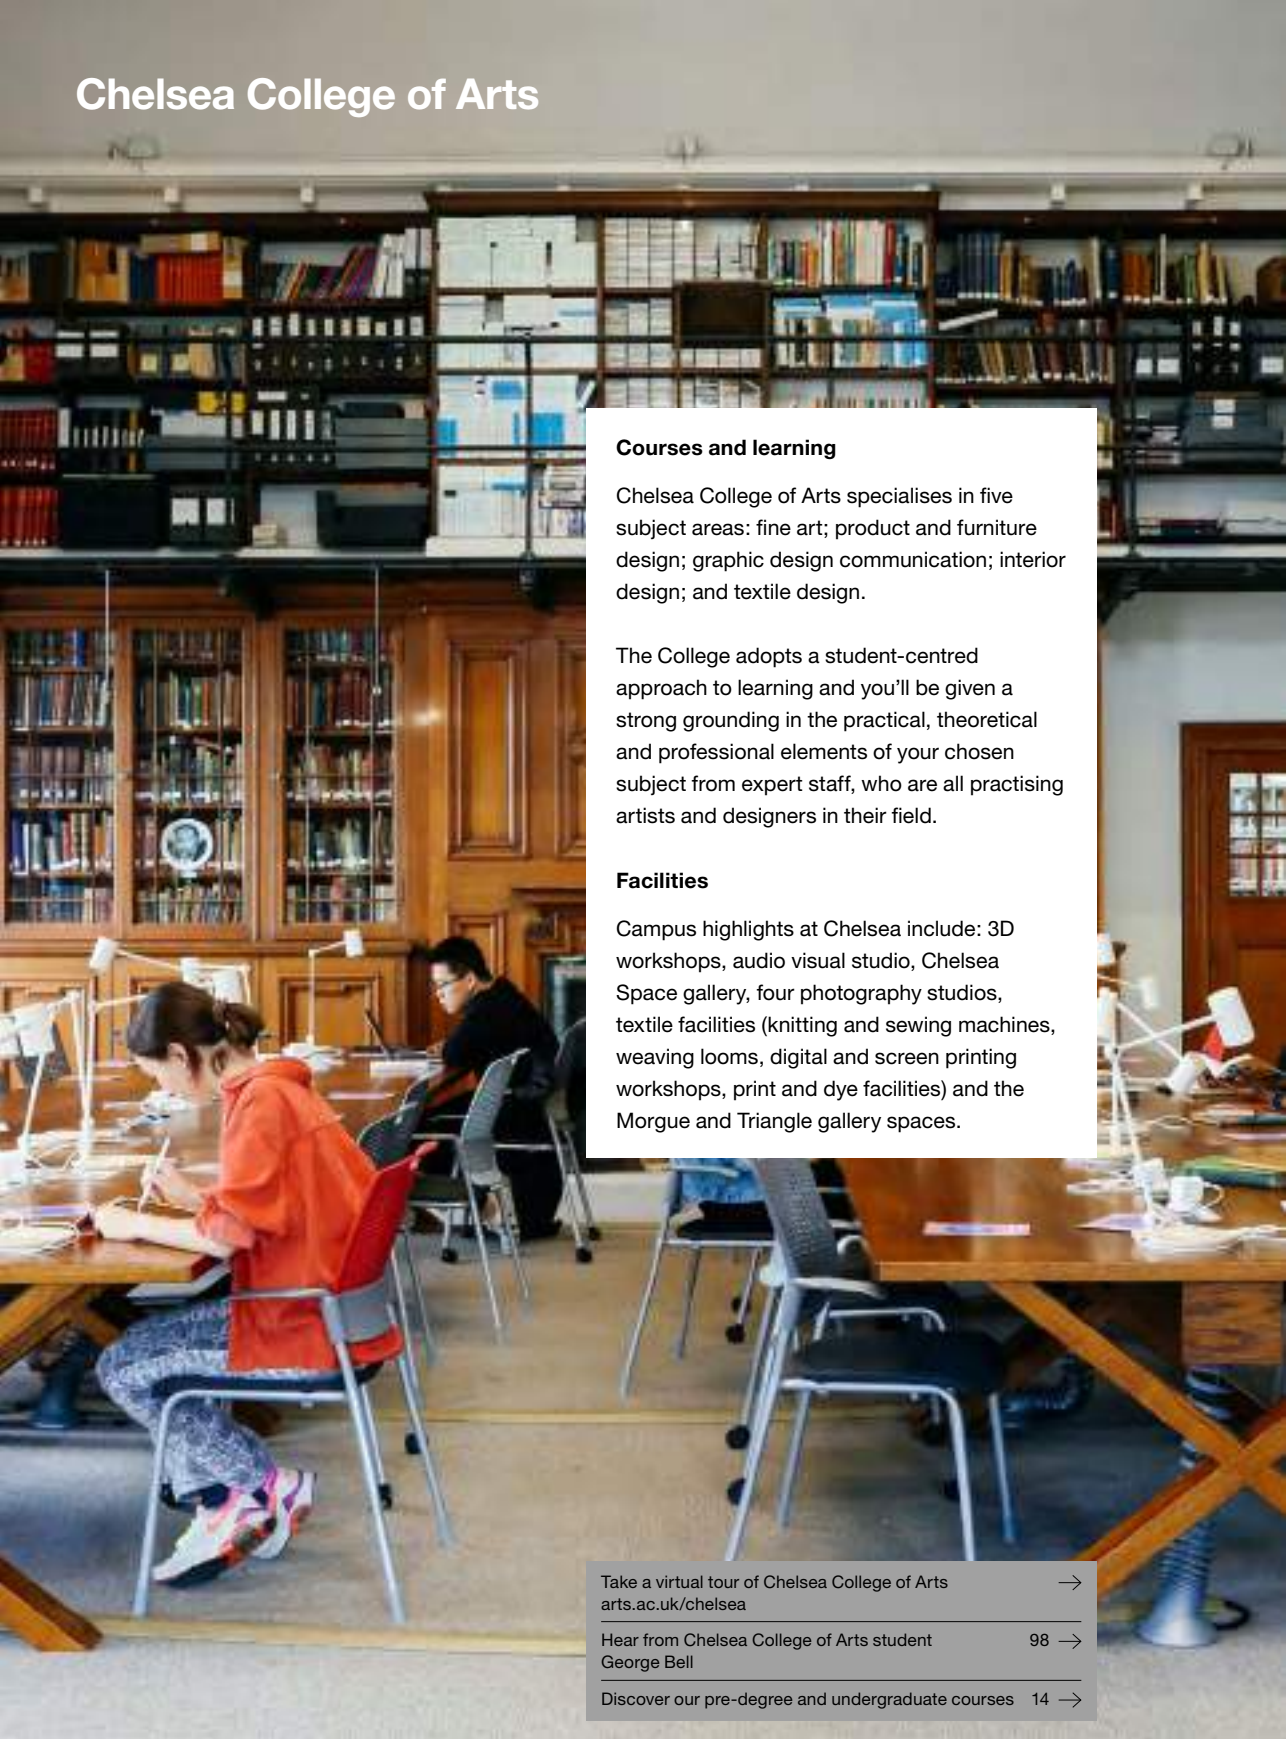 Chelsea College of Arts
Courses and learning
Chelsea College of Arts specialises in five
subject areas: fine art; product and furniture
design; graphic design communication; interior
design; and textile design.
The College adopts a student-centred
approach to learning and you’ll be given a
strong grounding in the practical, theoretical
and professional elements of your chosen
subject from expert staff, who are all practising
artists and designers in their field.
Facilities
Campus highlights at Chelsea include: 3D
workshops, audio visual studio, Chelsea
Space gallery, four photography studios,
textile facilities (knitting and sewing machines,
weaving looms, digital and screen printing
workshops, print and dye facilities) and the
Morgue and Triangle gallery spaces.
Take a virtual tour of Chelsea College of Arts →
arts.ac.uk/chelsea
Hear from Chelsea College of Arts student 98 →
George Bell
Discover our pre-degree and undergraduate courses 14 →